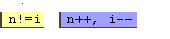 n!=i n++, i--